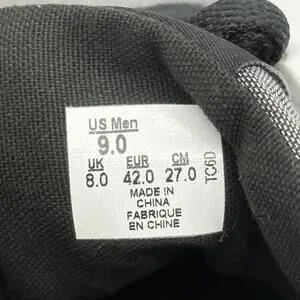 US Men
9.0
UK EUR CM
8.0 42.0 27.0
MADE IN
CHINA
FABRIQUE
EN CHINE
TC6D